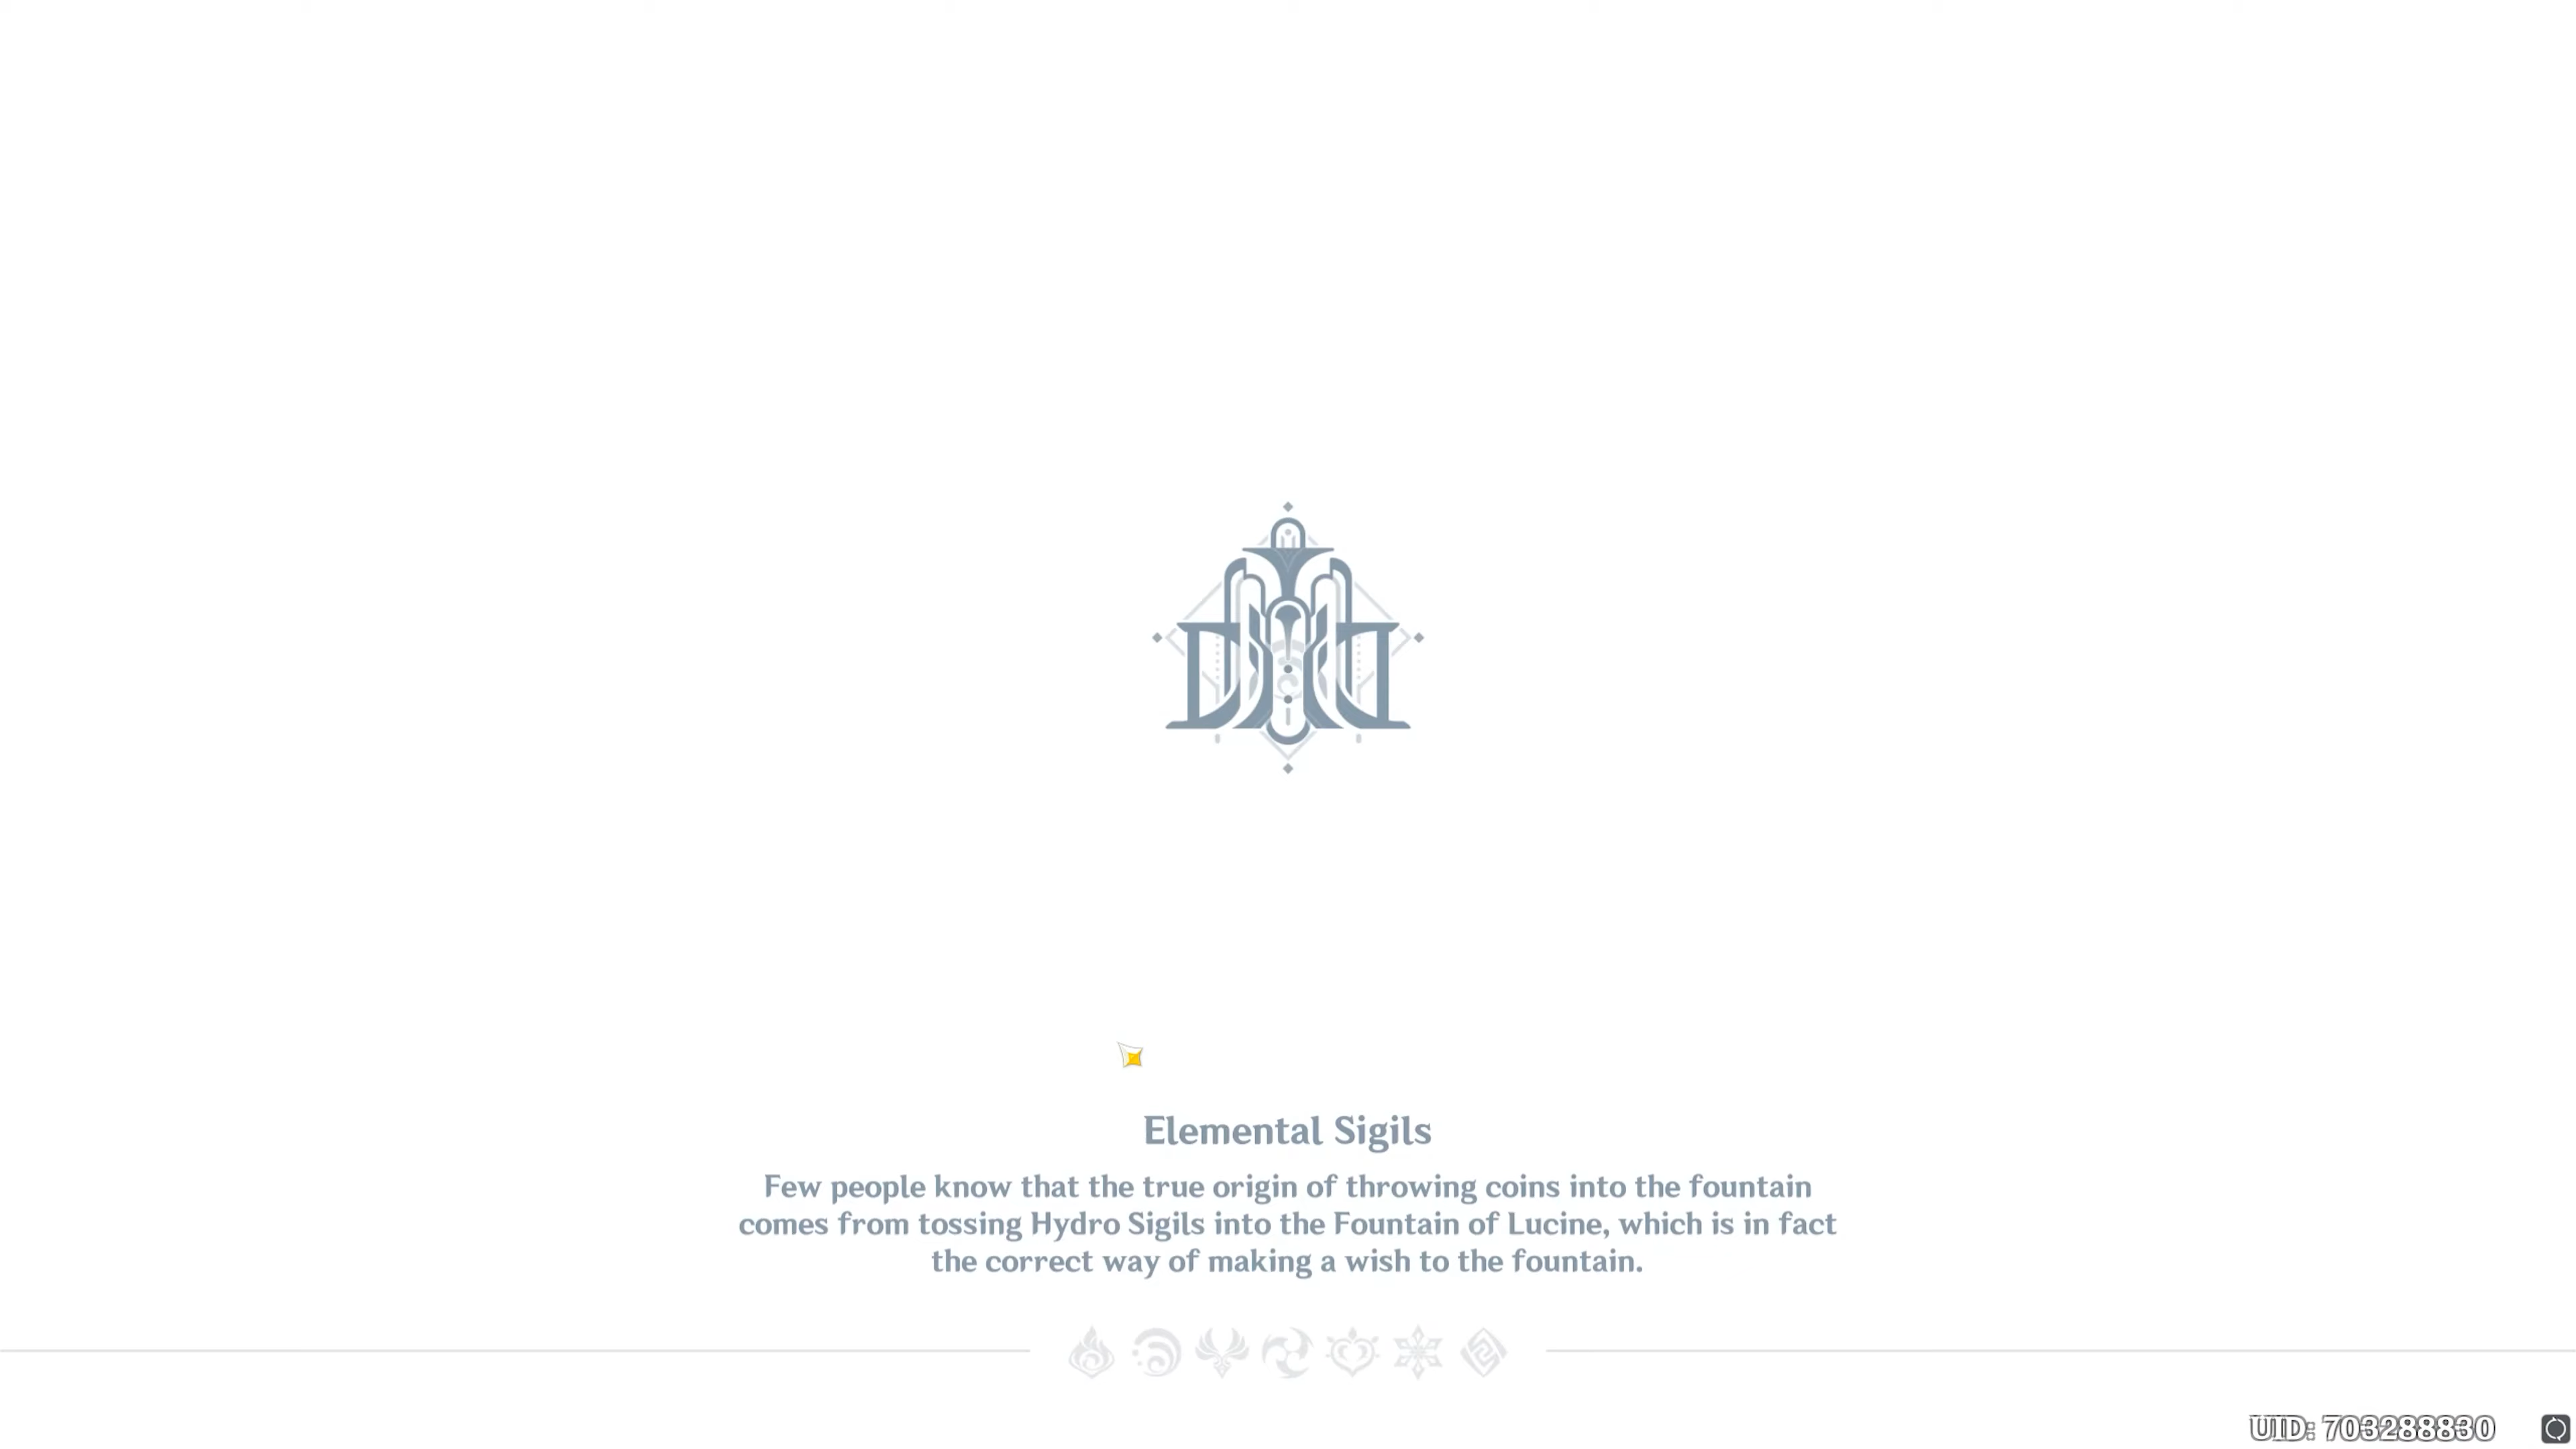 Elemental Sigils
Few people know that the true origin of throwing coins into the fountain
comes from tossing Hydro Sigils into the Fountain of Lucine, which is in fact
the correct way of making a wish to the fountain.
UID: 703288830